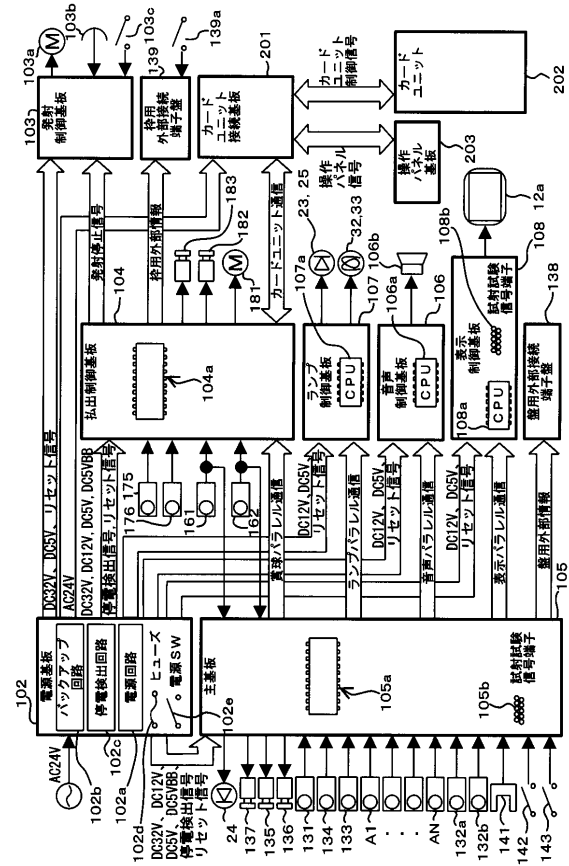 102
電源基板
バックアップ
回路
停電検出回路
電源回路
ヒューズ
電源SW
AC24V
102b
102c
102a
102d
102e
DC32V、DC12V、
DC5V、DC5VBB、
停電検出信号、
リセット信号
DC32V、DC5V、リセット信号
AC24V
DC32V,DC12V,DC5V,DC5VBB
停電検出信号,リセット信号
103
発射
制御基板
103a
M
103b
103c
139
枠用
外部接続
端子盤
139a
201
カード
ユニット
接続基板
カード
ユニット
制御信号
カード
ユニット
202
操作
パネル
信号
操作パネル
基板
203
発射停止信号
枠用外部情報
カードユニット通信
104
払出制御基板
104a
183
182
M
181
175
176
161
162
賞球パラレル通信
DC12V,DC5V,
リセット信号
ランプパラレル通信
DC12V、DC5V、
リセット信号
音声パラレル通信
DC12V、DC5V、
リセット信号
表示パラレル通信
盤用外部情報
ランプ
制御基板
CPU
107a
107
23, 25
32,33
音声
制御基板
CPU
106a
106
106b
表示
制御基板
CPU
108a
試射試験
信号端子
108b
108
12a
盤用外部接続
端子盤
138
主基板
105a
105b
試射試験
信号端子
105
24
137
135
136
131
134
133
A1
・・・
AN
132a
132b
141
142
143